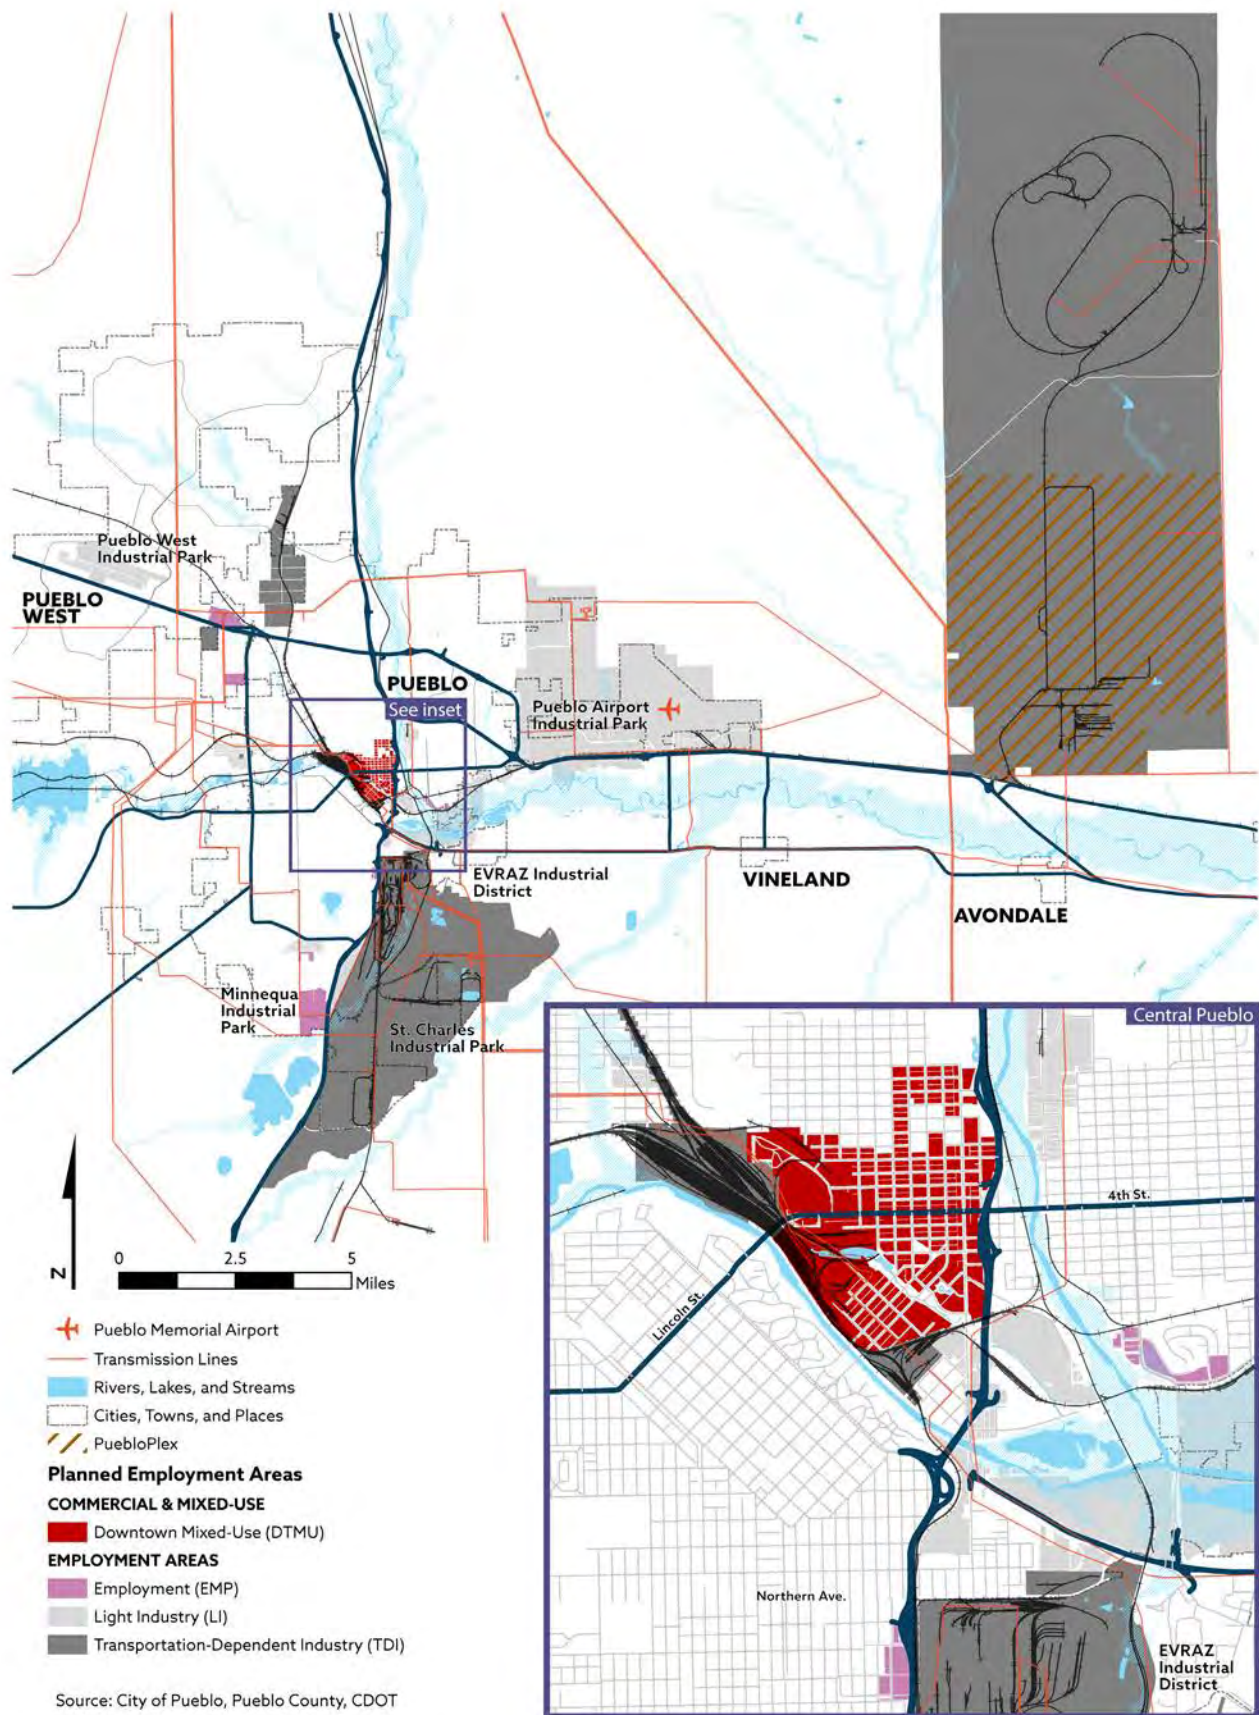 Pueblo West
Industrial Park
PUEBLO
WEST
PUEBLO
See inset
Pueblo Airport
Industrial Park
EVRAZ Industrial
District
VINELAND
AVONDALE
Minnequa
Industrial
Park
St. Charles
Industrial Park
Central Pueblo
4th St.
Lincoln St.
Northern Ave.
EVRAZ
Industrial
District
N
0 2.5 5
Miles
Pueblo Memorial Airport
Transmission Lines
Rivers, Lakes, and Streams
Cities, Towns, and Places
PuebloPlex
Planned Employment Areas
COMMERCIAL & MIXED-USE
Downtown Mixed-Use (DTMU)
EMPLOYMENT AREAS
Employment (EMP)
Light Industry (LI)
Transportation-Dependent Industry (TDI)
Source: City of Pueblo, Pueblo County, CDOT